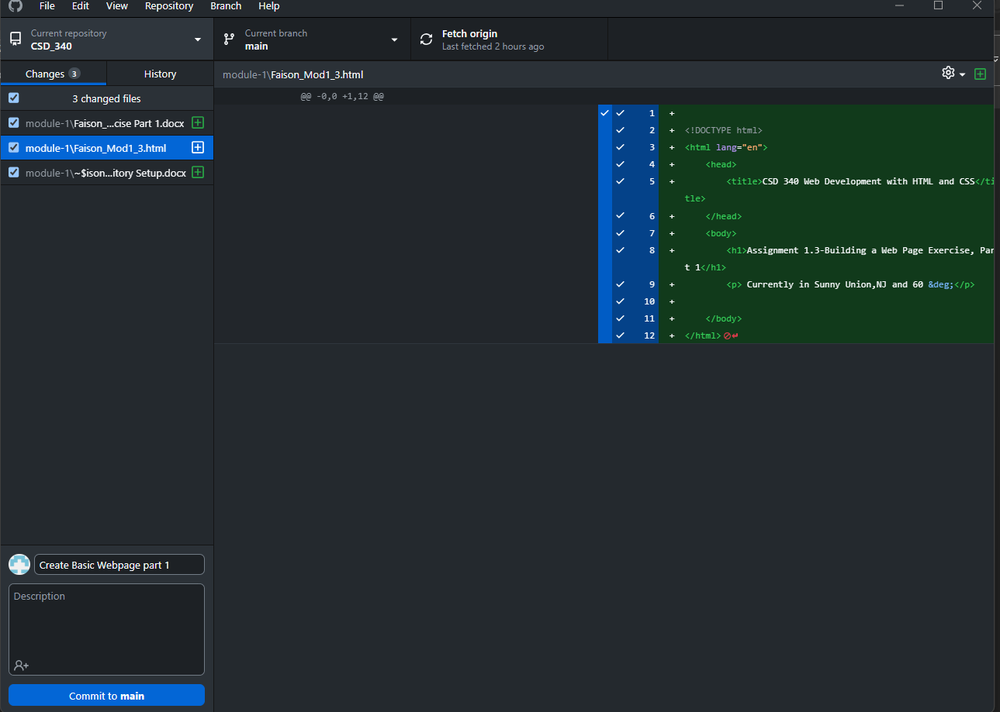 File Edit View Repository Branch Help
Current repository
CSD_340
Current branch
main
Fetch origin
Last fetched 2 hours ago
Changes 3
History
module-1\Faison_Mod1_3.html
3 changed files
@@ -0,0 +1,12 @@
module-1\Faison_...cise Part 1.docx
module-1\Faison_Mod1_3.html
module-1\~$ison...itory Setup.docx
1 +
2 + <!DOCTYPE html>
3 + <html lang="en">
4 + <head>
5 + <title>CSD 340 Web Development with HTML and CSS</ti
tle>
6 + </head>
7 + <body>
8 + <h1>Assignment 1.3-Building a Web Page Exercise, Par
t 1</h1>
9 + <p> Currently in Sunny Union,NJ and 60 &deg;</p>
10 +
11 + </body>
12 + </html>
Create Basic Webpage part 1
Description
Commit to main